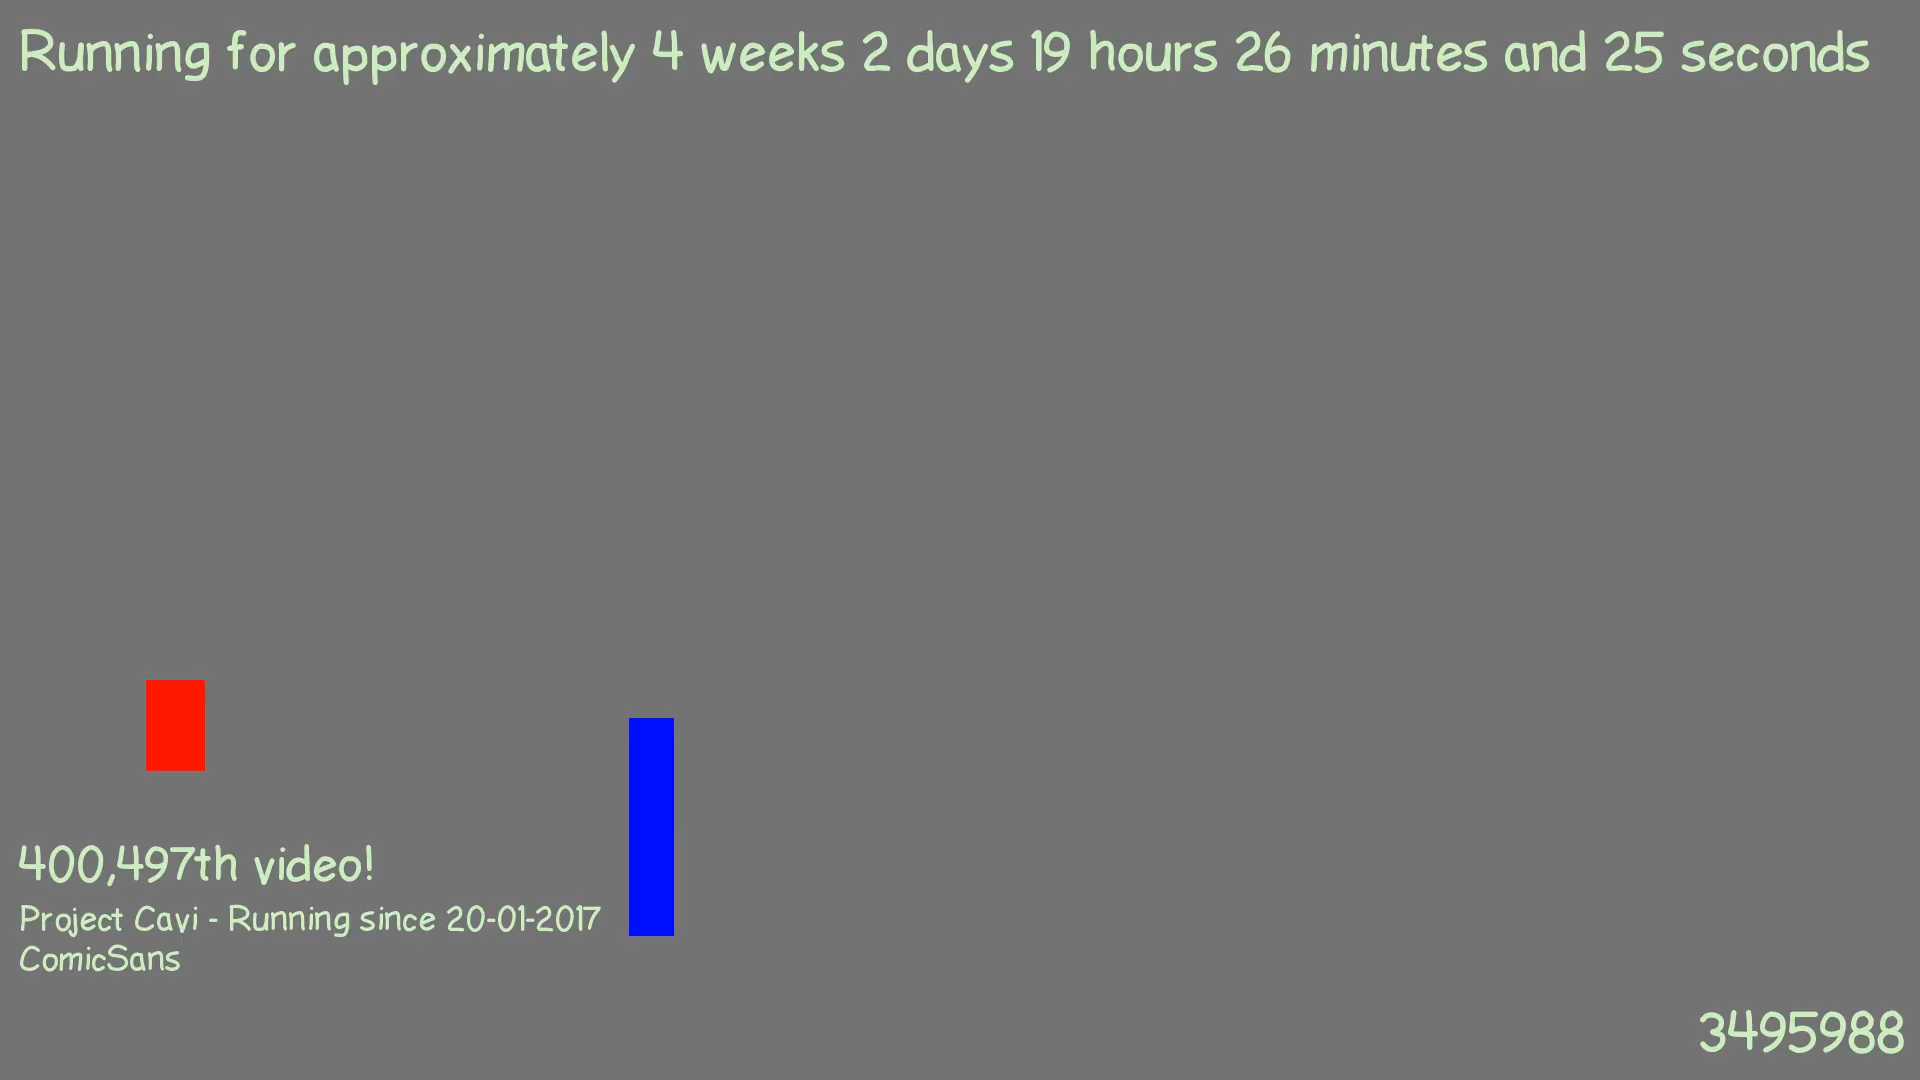 Running for approximately 4 weeks 2 days 19 hours 26 minutes and 25 seconds
400,497th video!
Project Cavi - Running since 20-01-2017
ComicSans
3495988